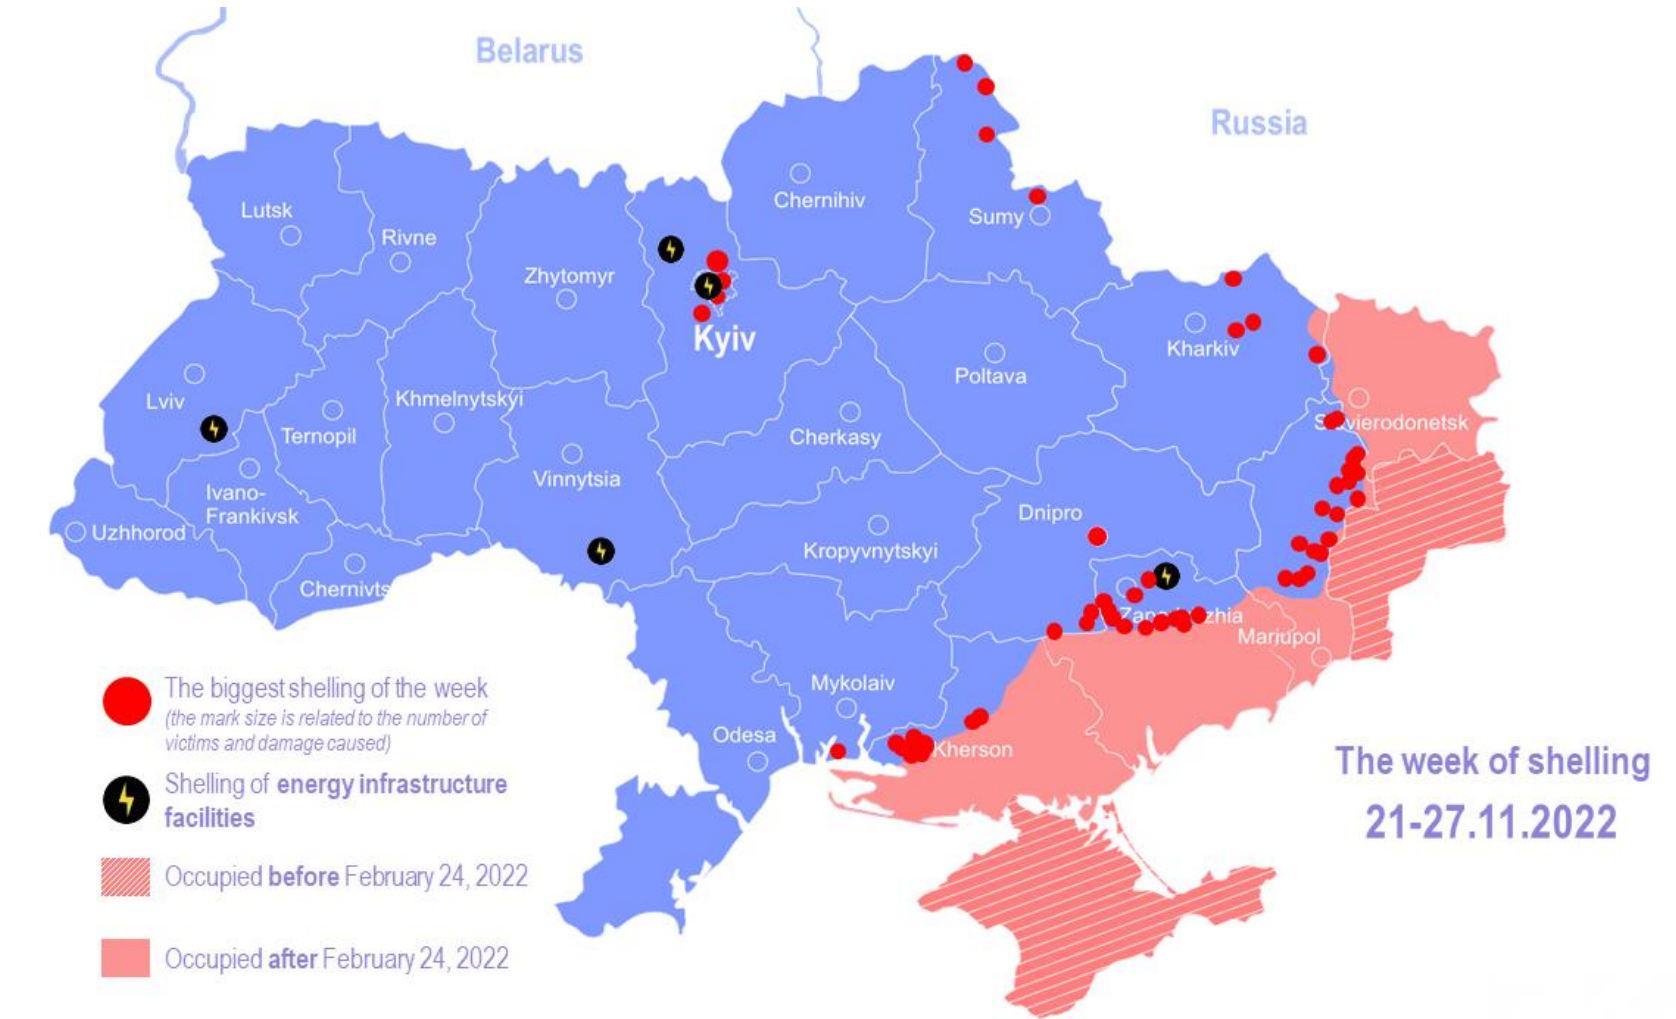 Belarus
Russia
Chernihiv
Lutsk
Sumy
Rivne
Zhytomyr
Kyiv
Kharkiv
Poltava
Lviv
Khmelnytskyi
Ternopil
Cherkasy
Vinnytsia
Ivano-
Frankivsk
Dnipro
Uzhhorod
Kropyvnytskyi
Chernivts
Mariupol
Mykolaiv
Odesa
Kherson
The biggest shelling of the week
(the mark size is related to the number of
victims and damage caused)
Shelling of energy infrastructure
facilities
Occupied before February 24, 2022
Occupied after February 24, 2022
The week of shelling
21-27.11.2022